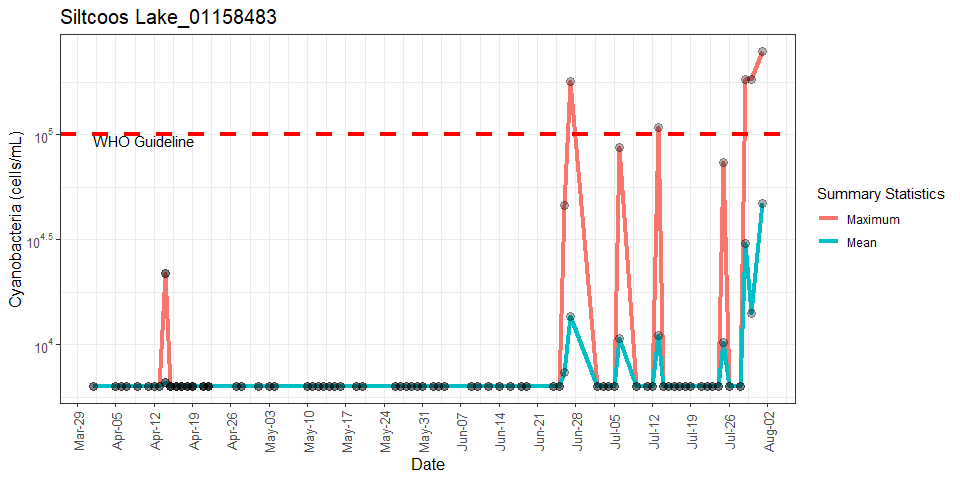 Siltcoos Lake_01158483
Cyanobacteria (cells/mL)
10^5
10^4.5
10^4
WHO Guideline
Mar-29
Apr-05
Apr-12
Apr-19
Apr-26
May-03
May-10
May-17
May-24
May-31
Jun-07
Jun-14
Jun-21
Jun-28
Jul-05
Jul-12
Jul-19
Jul-26
Aug-02
Date
Summary Statistics
Maximum
Mean